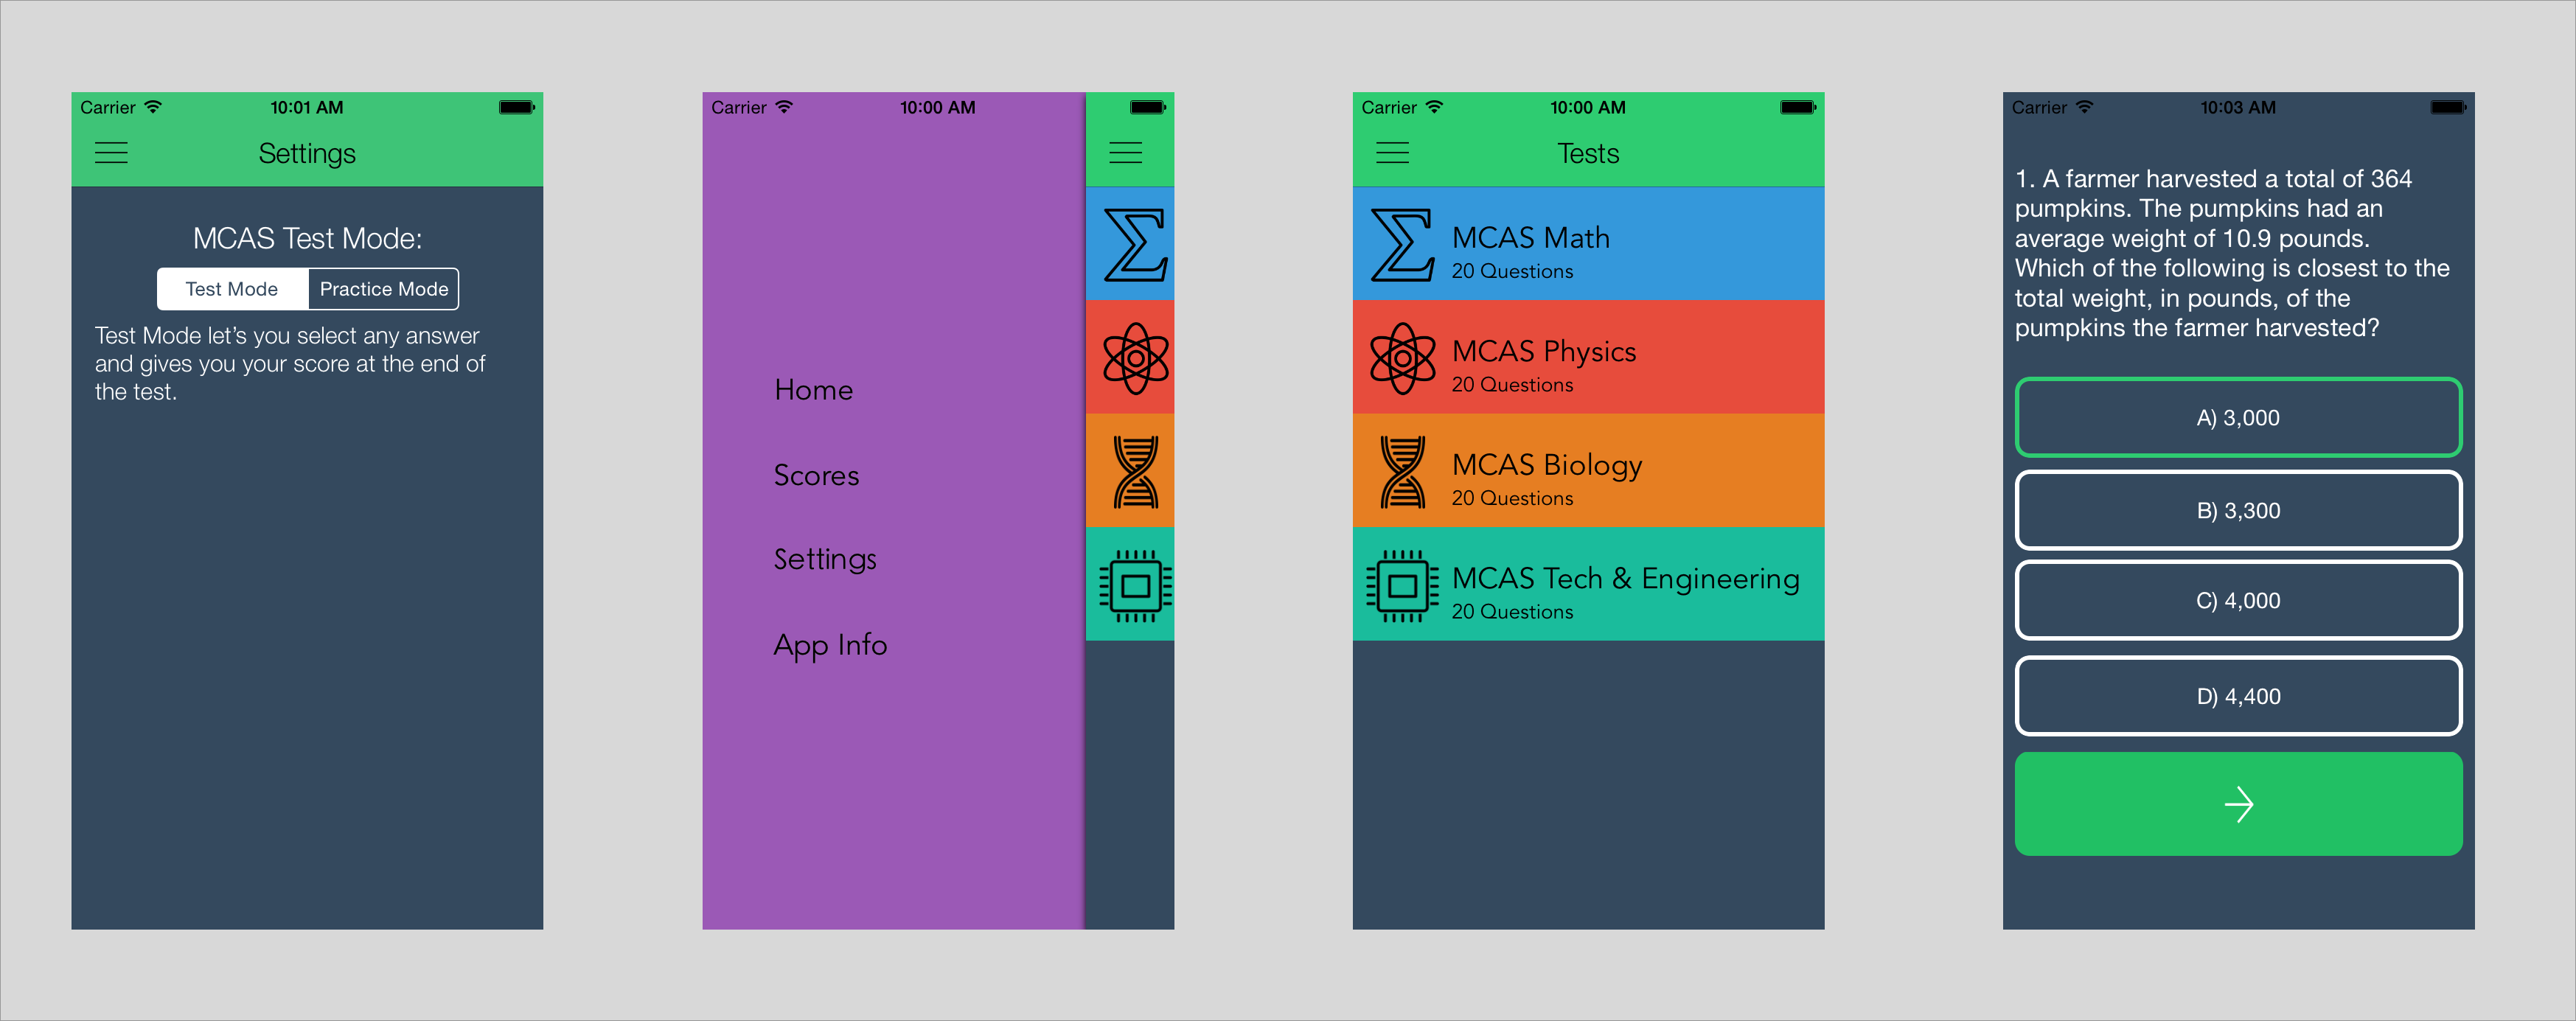 Carrier 10:01 AM
Settings
MCAS Test Mode:
Test Mode Practice Mode
Test Mode let’s you select any answer
and gives you your score at the end of
the test.
Carrier 10:00 AM
Home
Scores
Settings
App Info
Carrier 10:00 AM
Tests
MCAS Math
20 Questions
MCAS Physics
20 Questions
MCAS Biology
20 Questions
MCAS Tech & Engineering
20 Questions
Carrier 10:03 AM
1. A farmer harvested a total of 364
pumpkins. The pumpkins had an
average weight of 10.9 pounds.
Which of the following is closest to the
total weight, in pounds, of the
pumpkins the farmer harvested?
A) 3,000
B) 3,300
C) 4,000
D) 4,400